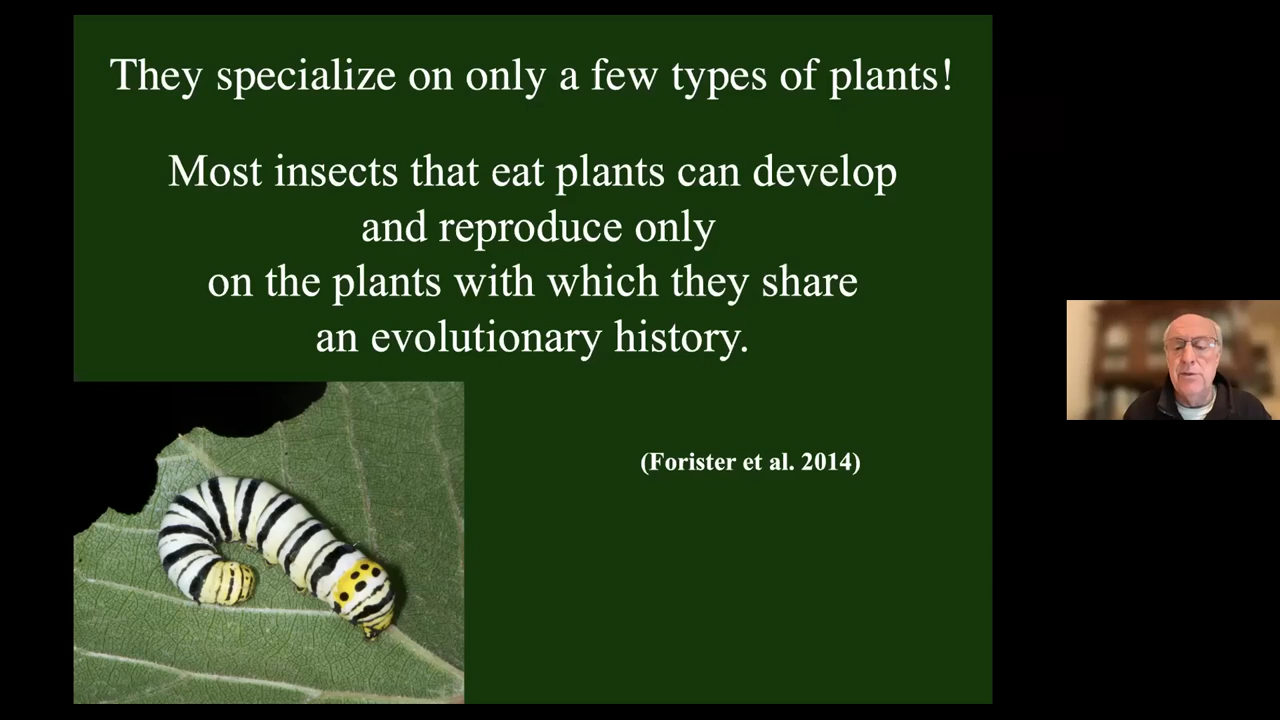 They specialize on only a few types of plants!
Most insects that eat plants can develop
and reproduce only
on the plants with which they share
an evolutionary history.
(Forister et al. 2014)